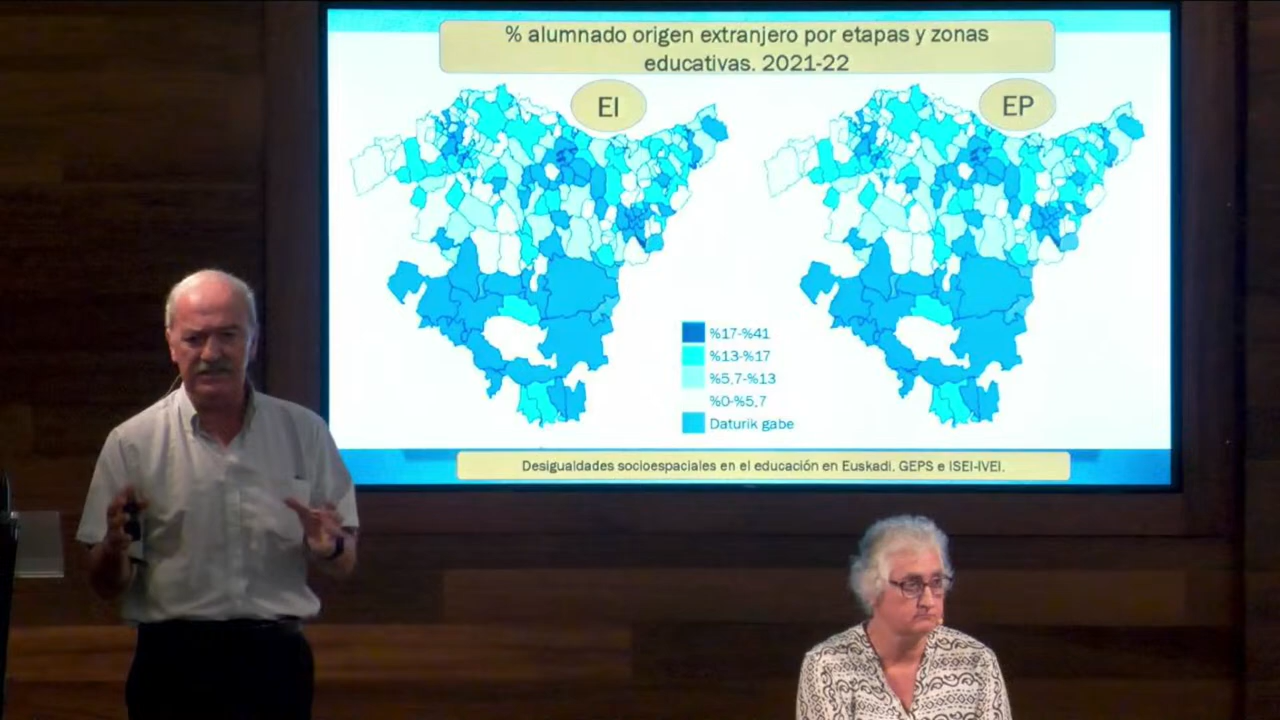 % alumnado origen extranjero por etapas y zonas
educativas. 2021-22
EI
EP
%17-%41
%13-%17
%5,7-%13
%0-%5,7
Daturik gabe
Desigualdades socioespaciales en el educación en Euskadi. GEPS e ISEI-IVEI.